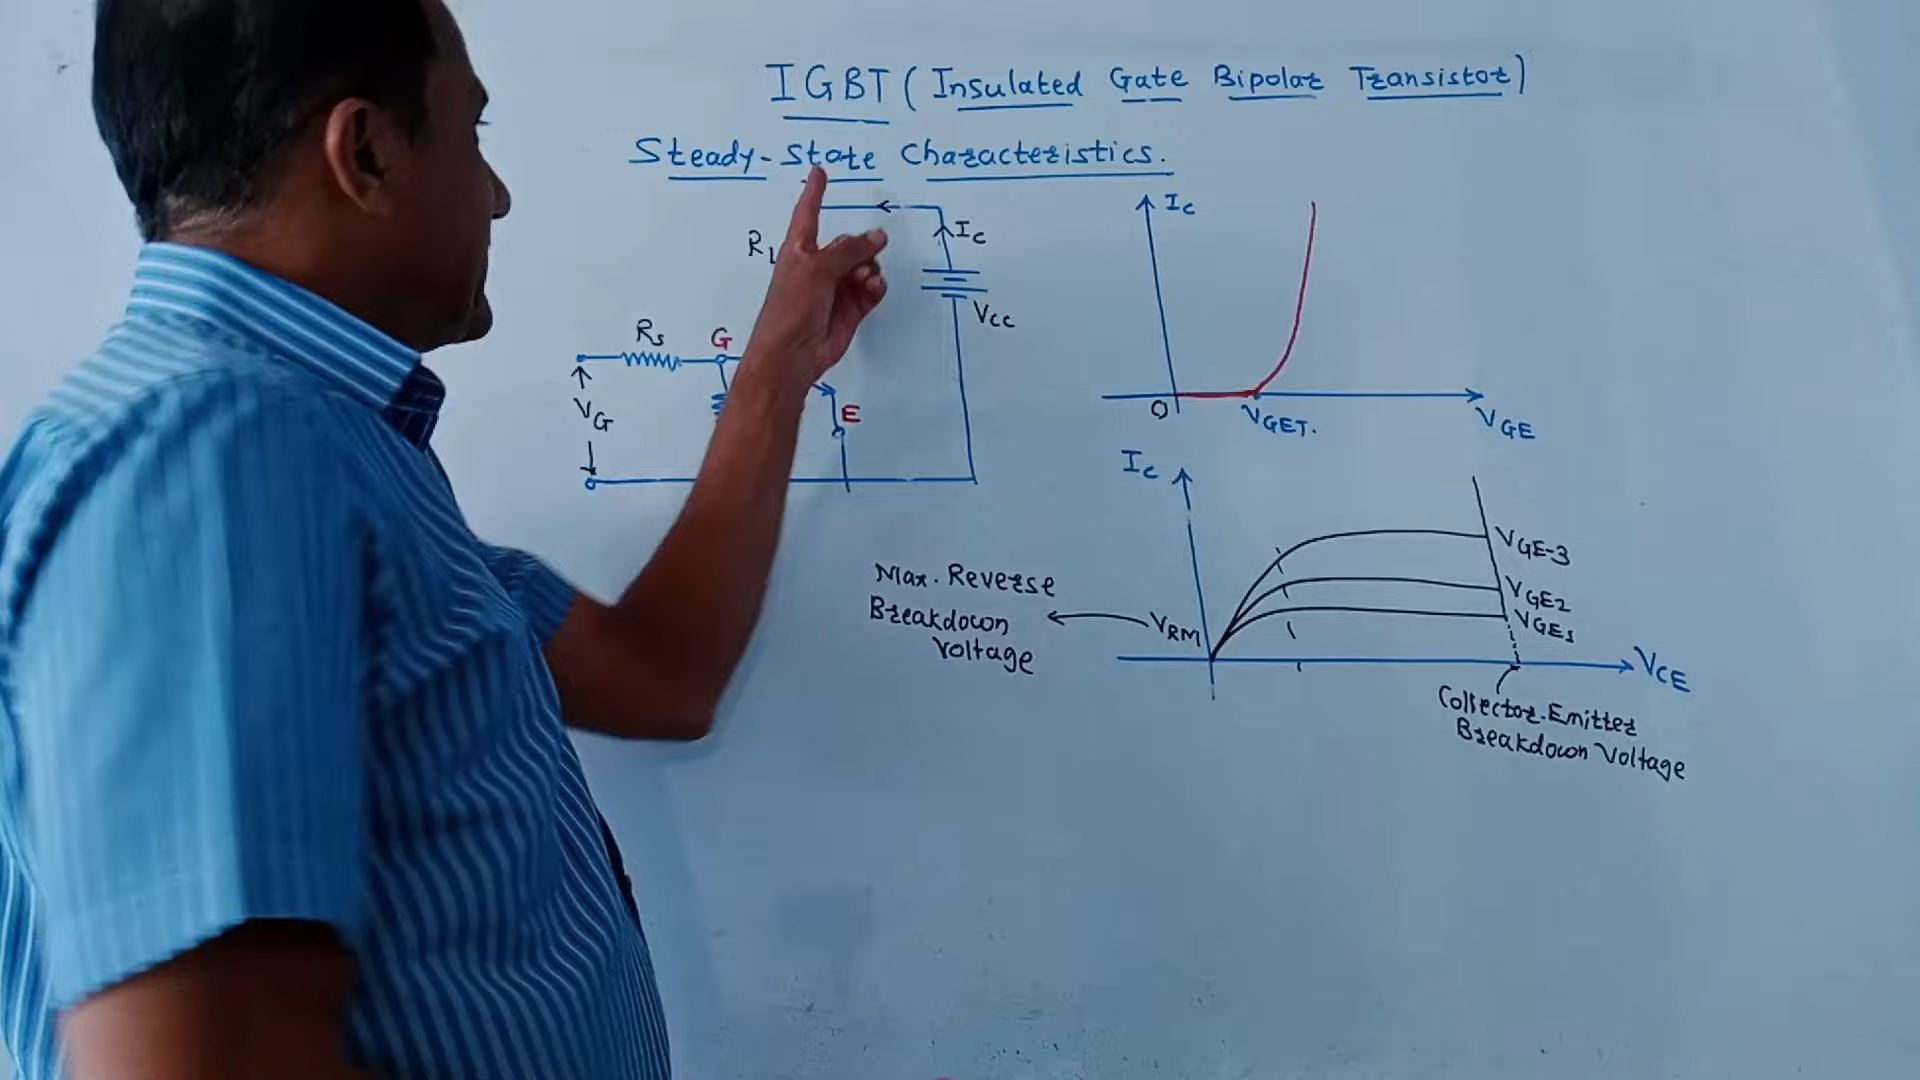 IGBT (Insulated Gate Bipolar Transistor)
Steady-State Characteristics.
RL
Ic
Vcc
Rs
G
VG
E
Ic
O
VGET.
VGE
Ic
VGE-3
VGE2
VGE1
VRM
Max. Reverse
Breakdown
Voltage
VCE
Collector-Emitter
Breakdown Voltage